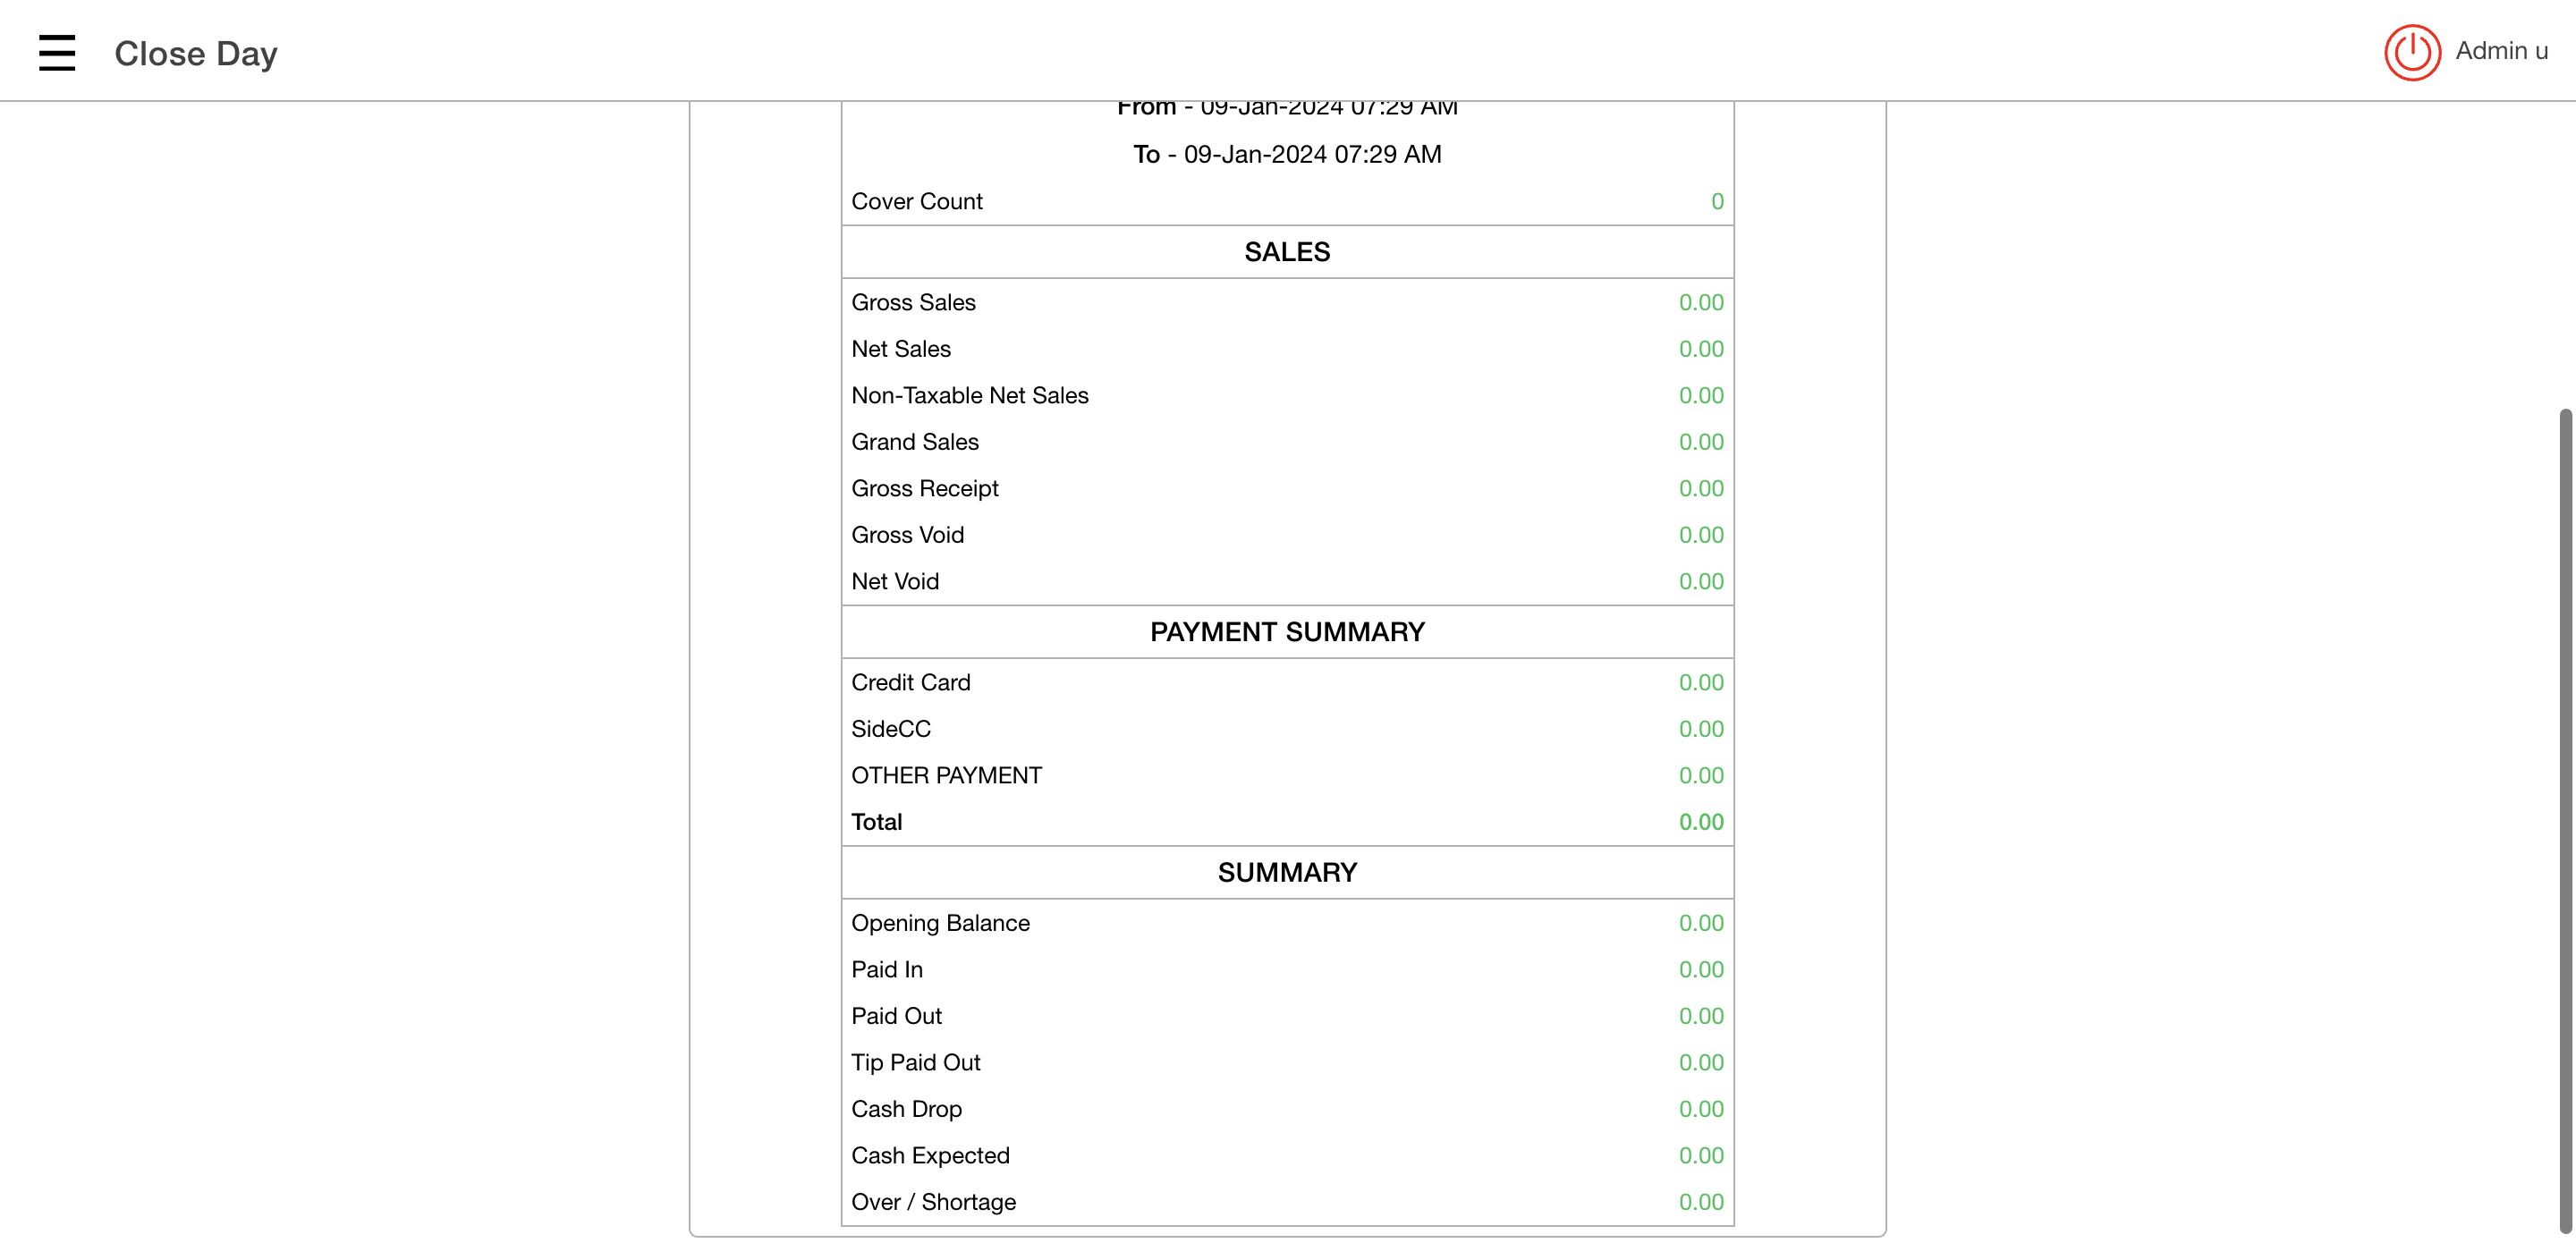 Close Day
Admin u
From - 09-Jan-2024 07:29 AM
To - 09-Jan-2024 07:29 AM
Cover Count 0
SALES
Gross Sales 0.00
Net Sales 0.00
Non-Taxable Net Sales 0.00
Grand Sales 0.00
Gross Receipt 0.00
Gross Void 0.00
Net Void 0.00
PAYMENT SUMMARY
Credit Card 0.00
SideCC 0.00
OTHER PAYMENT 0.00
Total 0.00
SUMMARY
Opening Balance 0.00
Paid In 0.00
Paid Out 0.00
Tip Paid Out 0.00
Cash Drop 0.00
Cash Expected 0.00
Over / Shortage 0.00